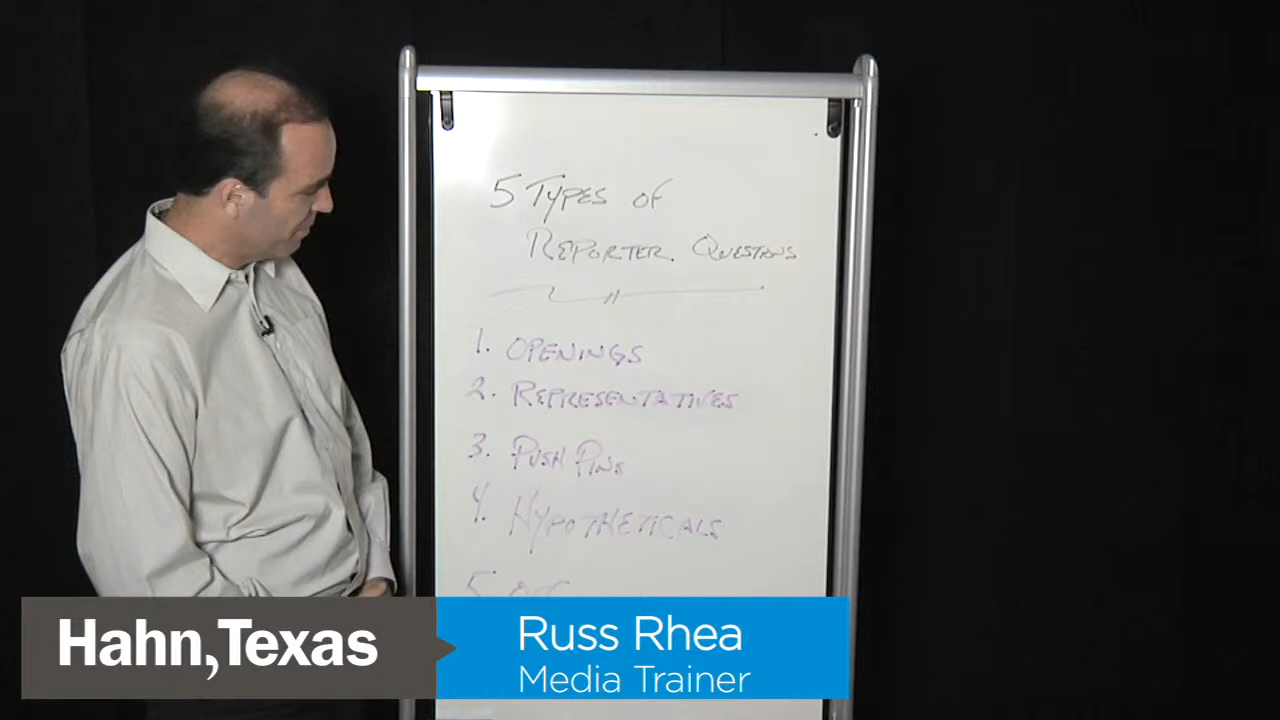 5 TYPES OF
REPORTER QUESTIONS
1. OPENINGS
2. REPRESENTATIVES
3. PUSH PINS
4. HYPOTHETICALS
5
Hahn,Texas
Russ Rhea
Media Trainer